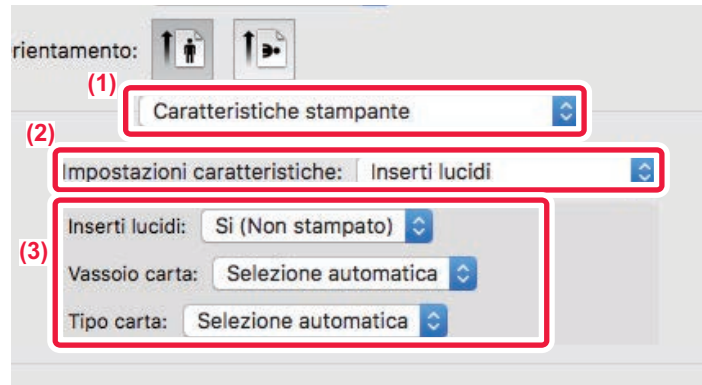 rientamento:
(1)
Caratteristiche stampante
(2)
Impostazioni caratteristiche: Inserti lucidi
(3)
Inserti lucidi: Si (Non stampato)
Vassoio carta: Selezione automatica
Tipo carta: Selezione automatica